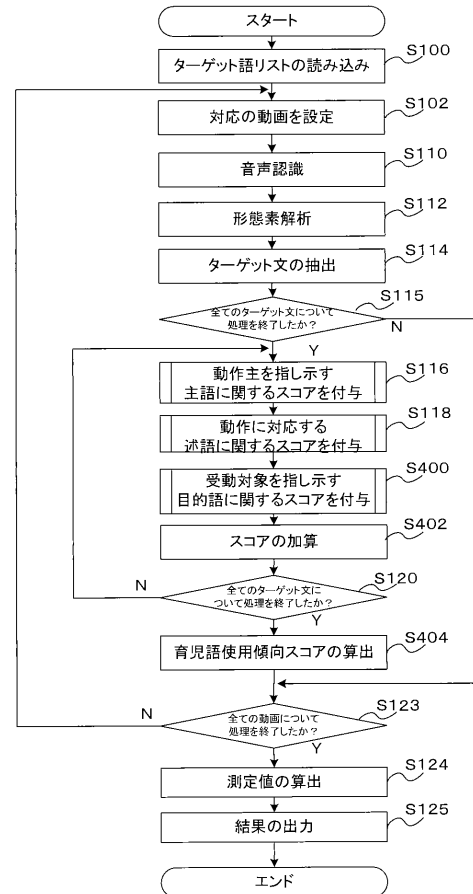 スタート
ターゲット語リストの読み込み
S100
対応の動画を設定
S102
音声認識
S110
形態素解析
S112
ターゲット文の抽出
S114
全てのターゲット文について
処理を終了したか？
S115
N
Y
動作主を指し示す
主語に関するスコアを付与
S116
動作に対応する
述語に関するスコアを付与
S118
受動対象を指し示す
目的語に関するスコアを付与
S400
スコアの加算
S402
全てのターゲット文に
ついて処理を終了したか？
S120
N
Y
育児語使用傾向スコアの算出
S404
全ての動画について
処理を終了したか？
S123
N
Y
測定値の算出
S124
結果の出力
S125
エンド